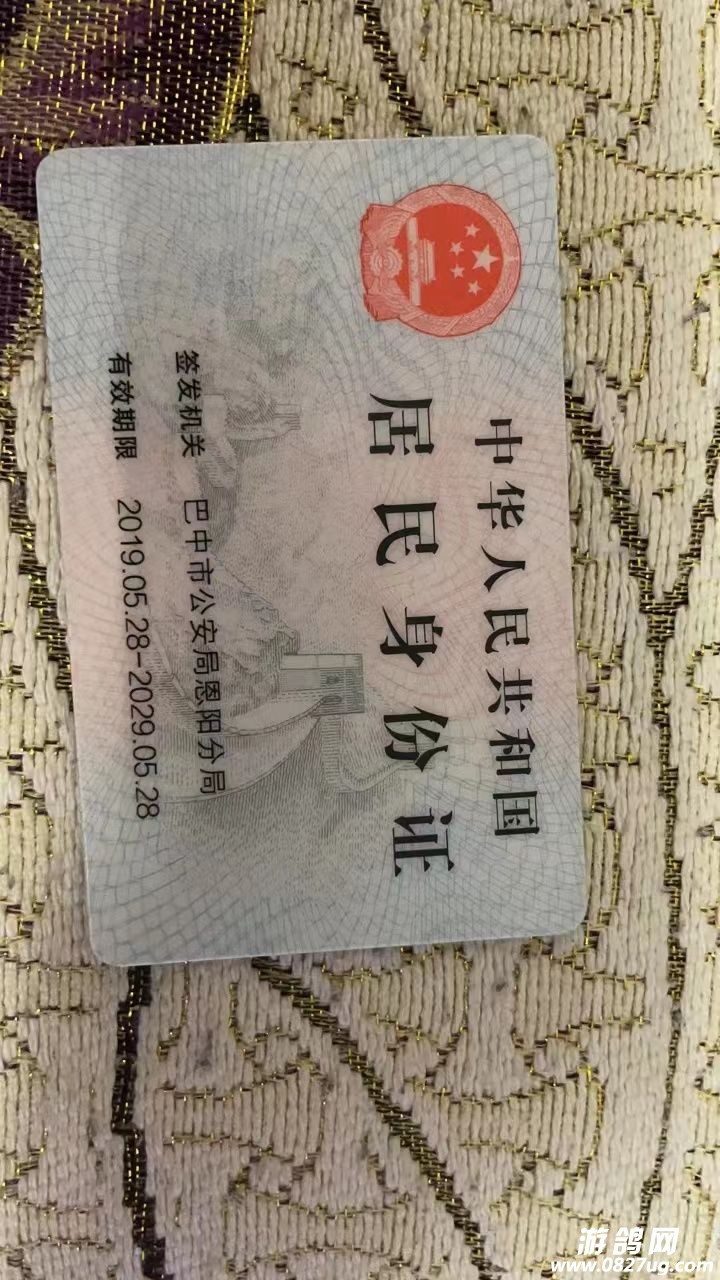 中华人民共和国
居民身份证
签发机关 巴中市公安局恩阳分局
有效期限 2019.05.28-2029.05.28
游鸽网
www.0827ug.com